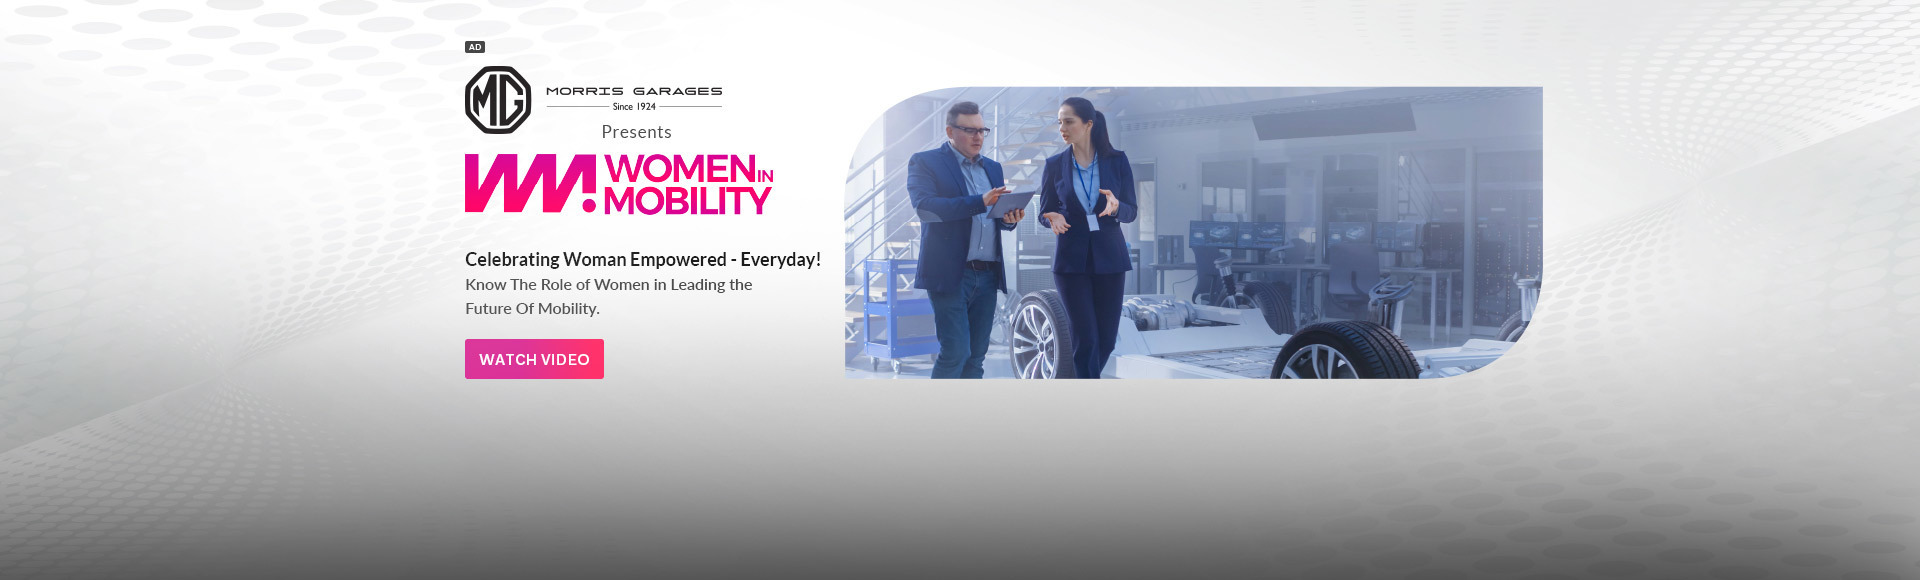 AD
MG
MORRIS GARAGES
Since 1924
Presents
WOMEN IN
MOBILITY
Celebrating Woman Empowered - Everyday!
Know The Role of Women in Leading the
Future Of Mobility.
WATCH VIDEO